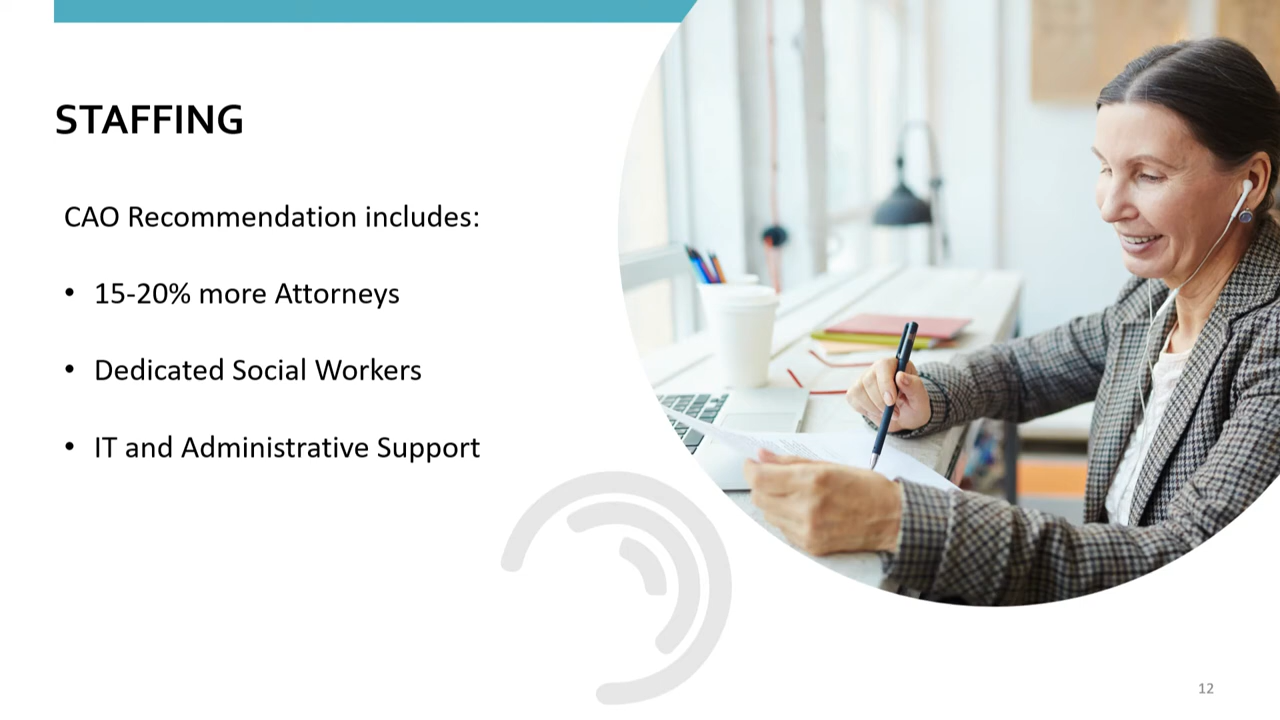 STAFFING
CAO Recommendation includes:
• 15-20% more Attorneys
• Dedicated Social Workers
• IT and Administrative Support
12